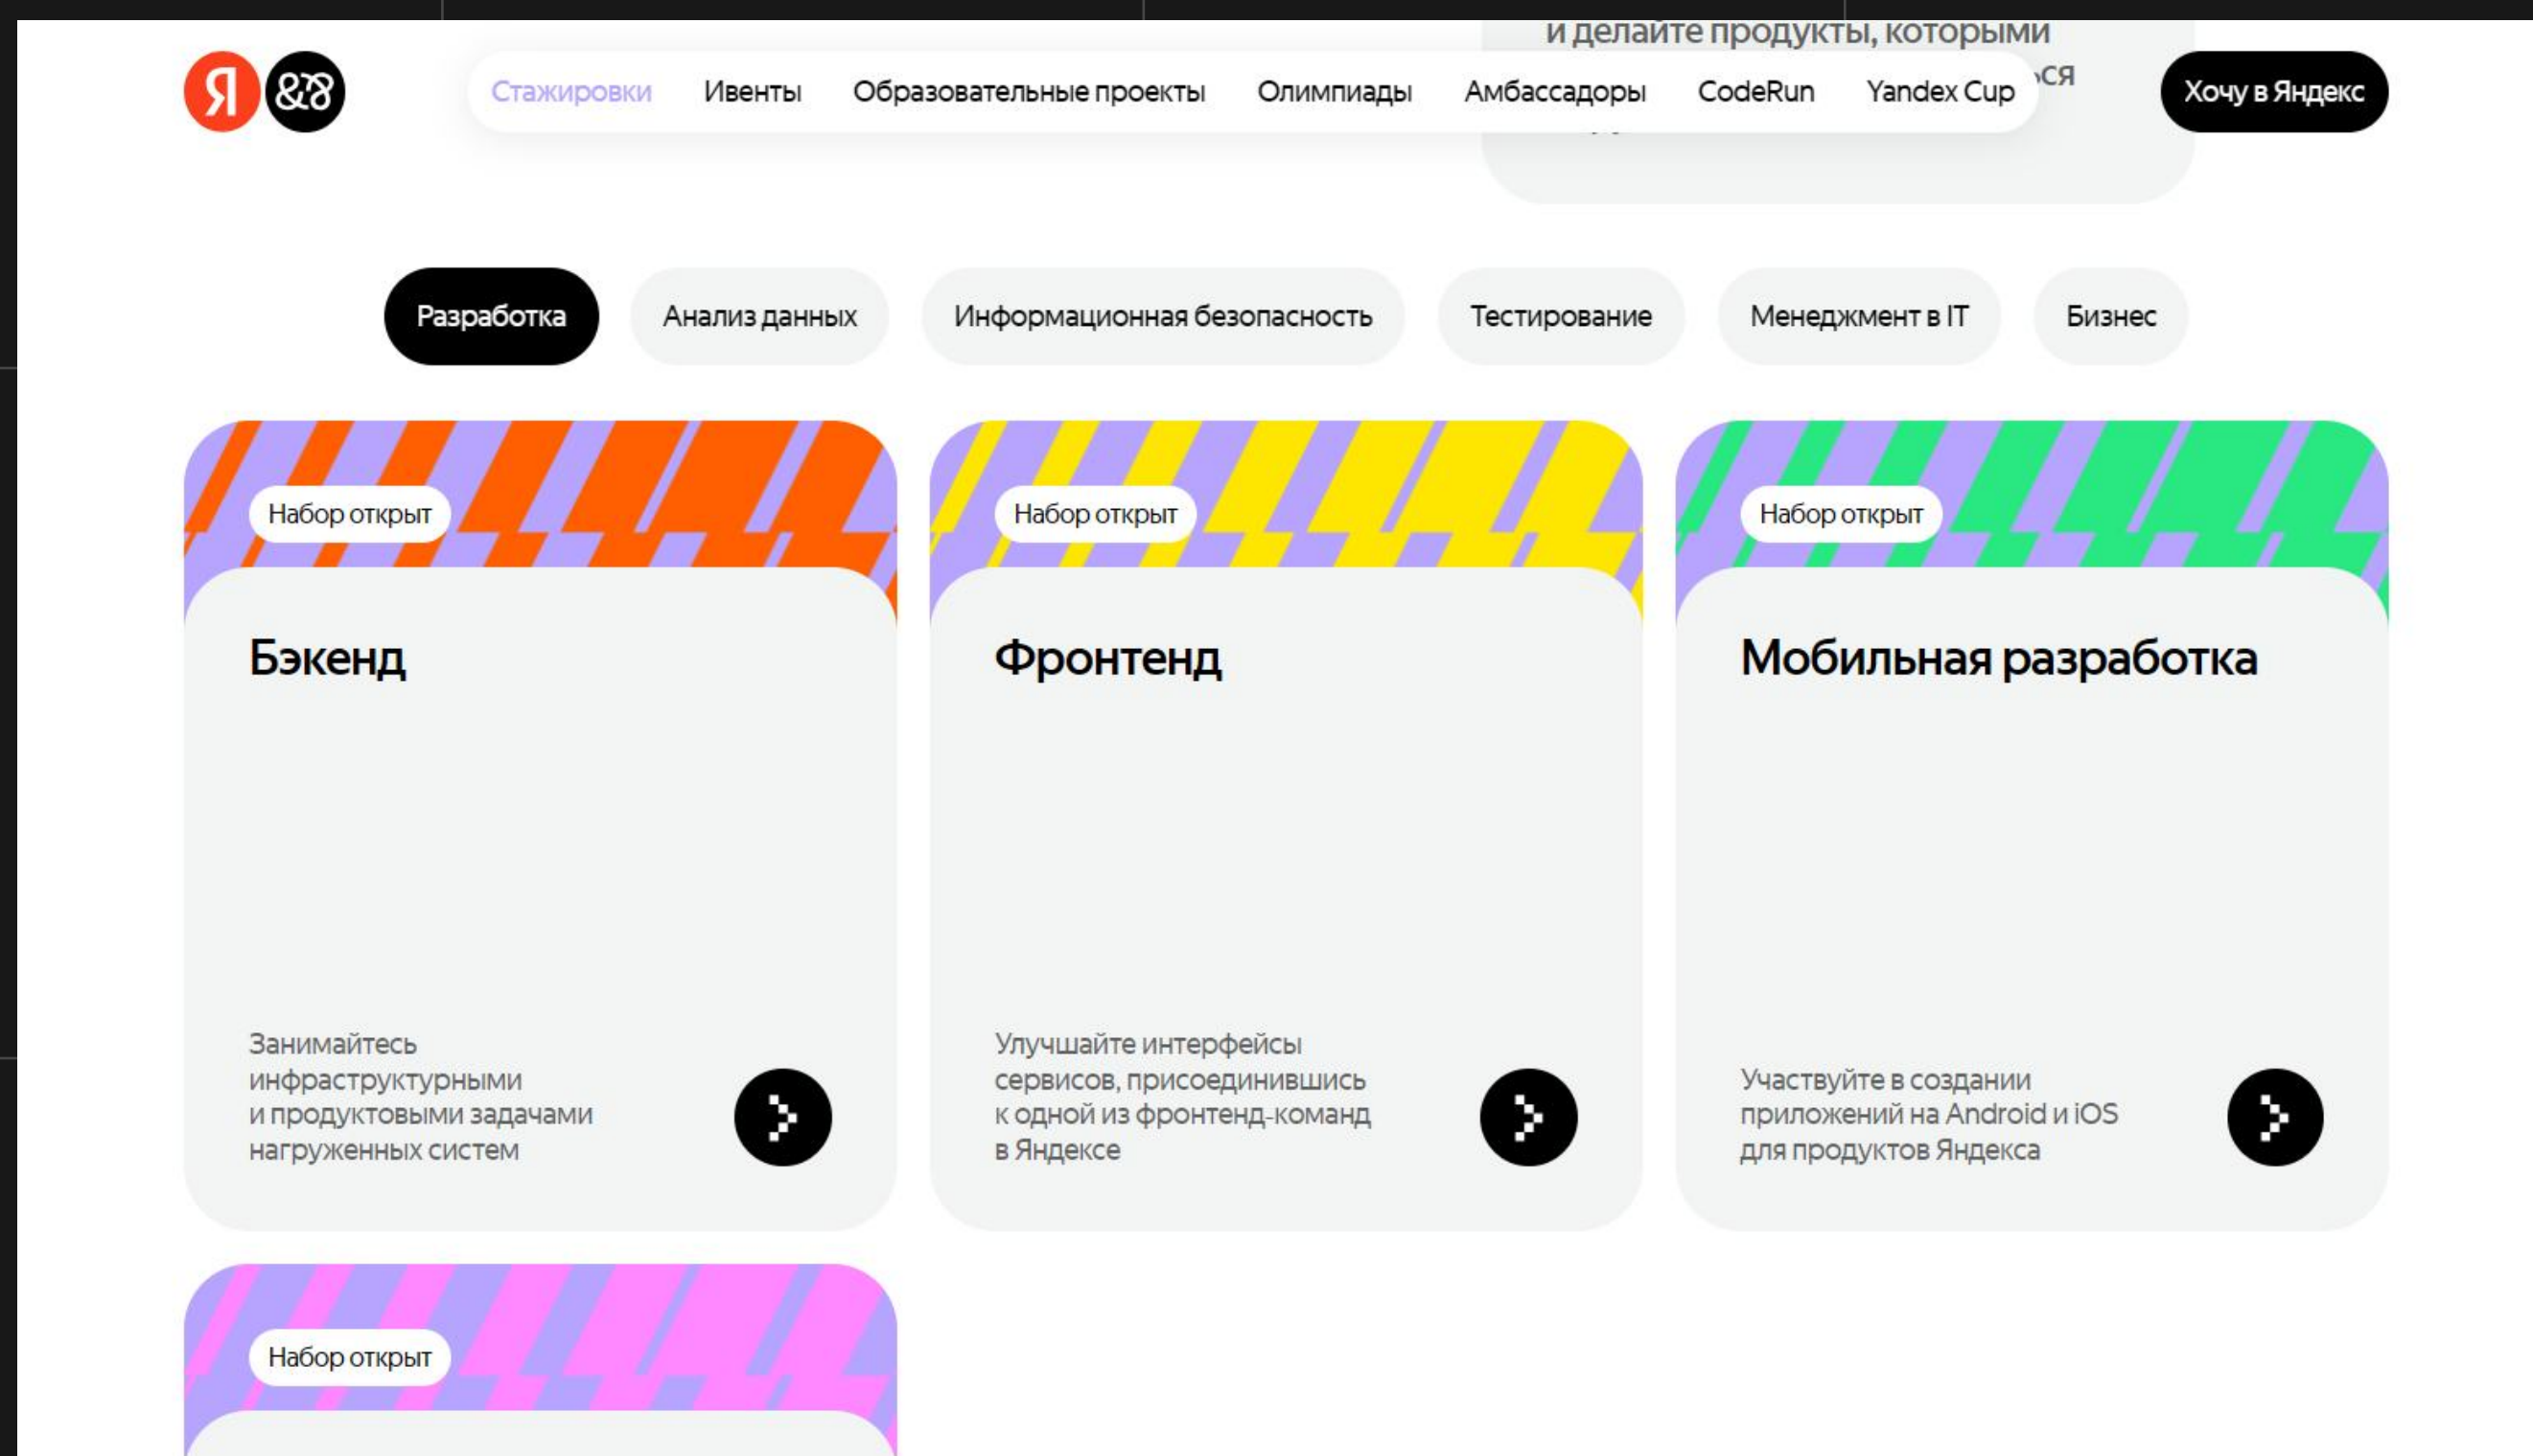 и делайте продукты, которыми
Я
Стажировки Ивенты Образовательные проекты Олимпиады Амбассадоры CodeRun Yandex Cup
Хочу в Яндекс
Разработка Анализ данных Информационная безопасность Тестирование Менеджмент в IT Бизнес
Набор открыт
Бэкенд
Занимайтесь
инфраструктурными
и продуктовыми задачами
нагруженных систем
Набор открыт
Фронтенд
Улучшайте интерфейсы
сервисов, присоединившись
к одной из фронтенд-команд
в Яндексе
Набор открыт
Мобильная разработка
Участвуйте в создании
приложений на Android и iOS
для продуктов Яндекса
Набор открыт